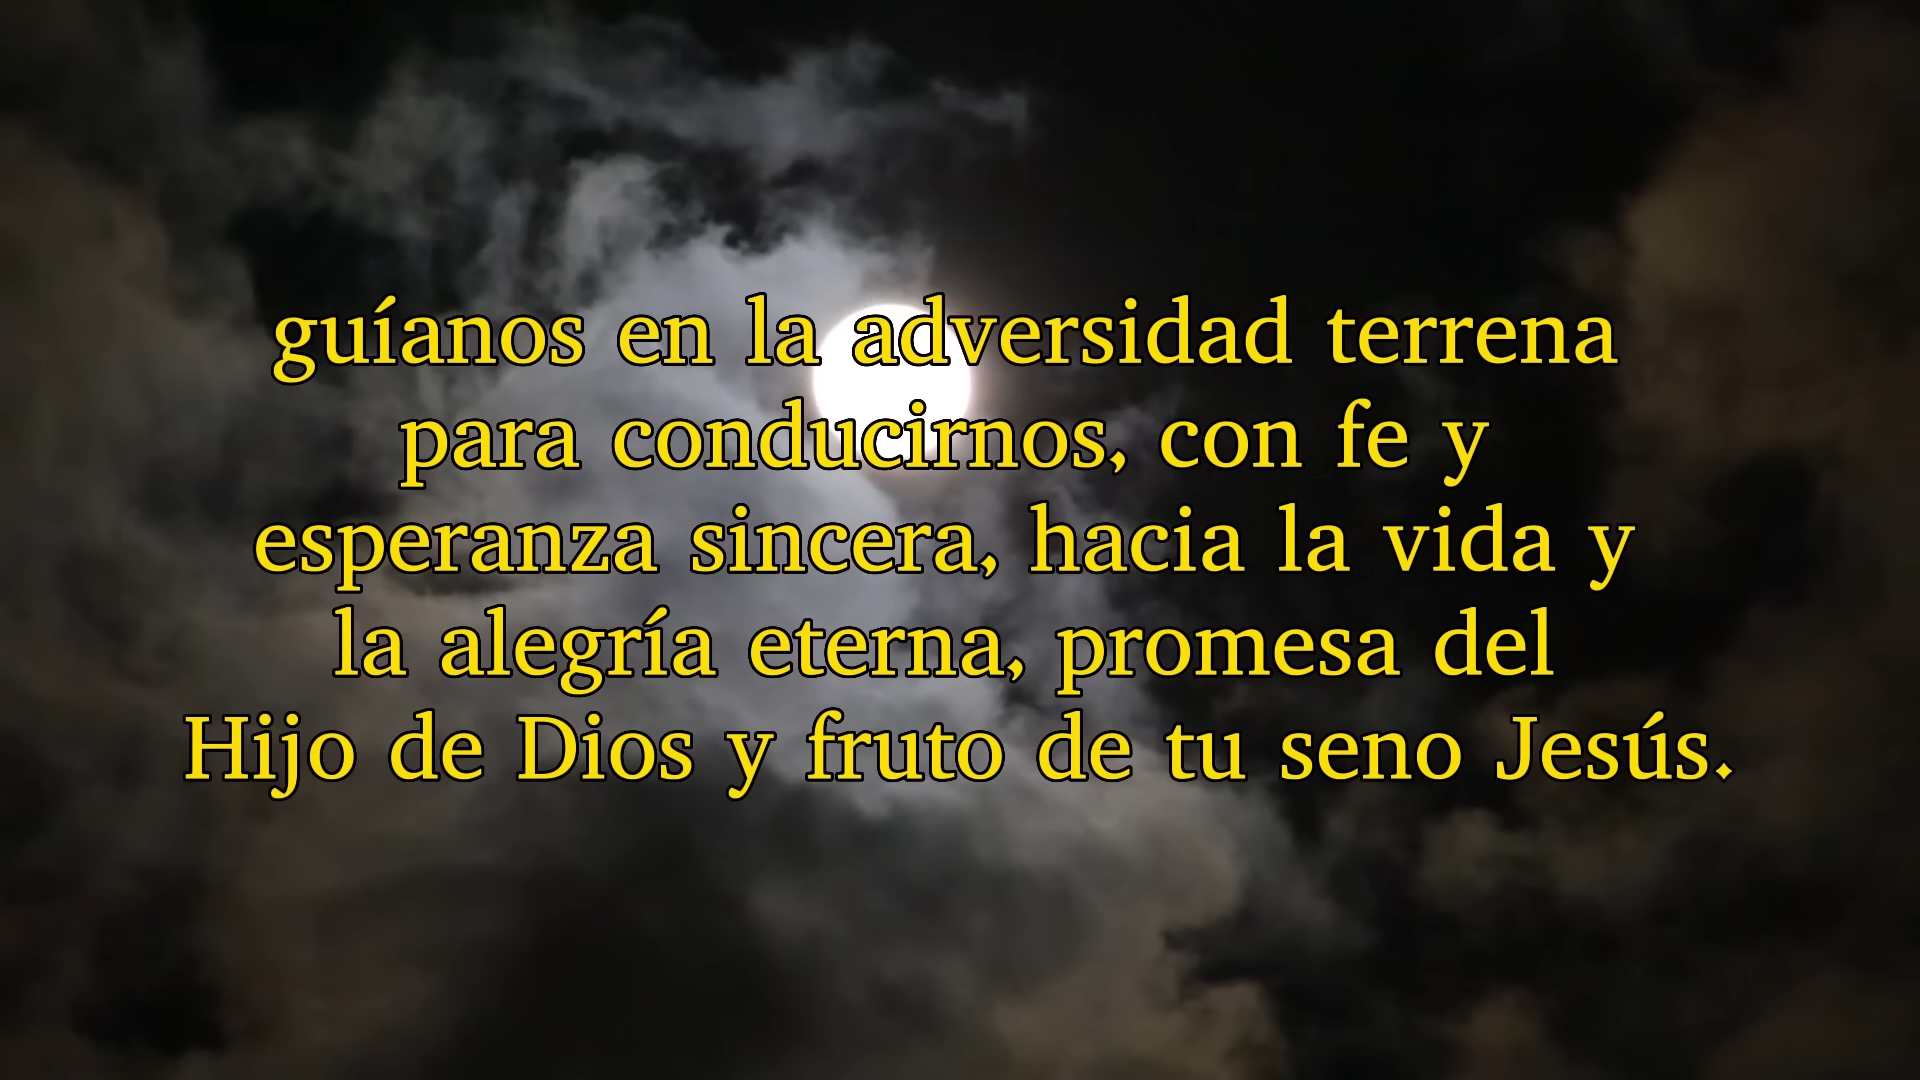 guíanos en la adversidad terrena
para conducirnos, con fe y
esperanza sincera, hacia la vida y
la alegría eterna, promesa del
Hijo de Dios y fruto de tu seno Jesús.